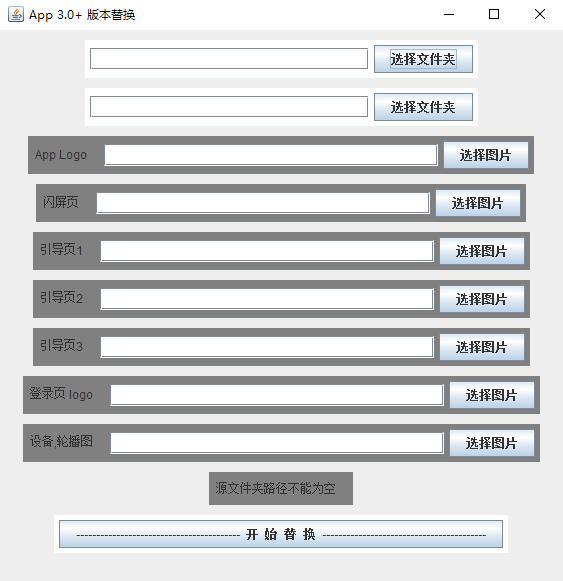 App 3.0+ 版本替换
选择文件夹
选择文件夹
App Logo 选择图片
闪屏页 选择图片
引导页1 选择图片
引导页2 选择图片
引导页3 选择图片
登录页 logo 选择图片
设备,轮播图 选择图片
源文件夹路径不能为空
----------------------------------------- 开 始 替 换 -----------------------------------------